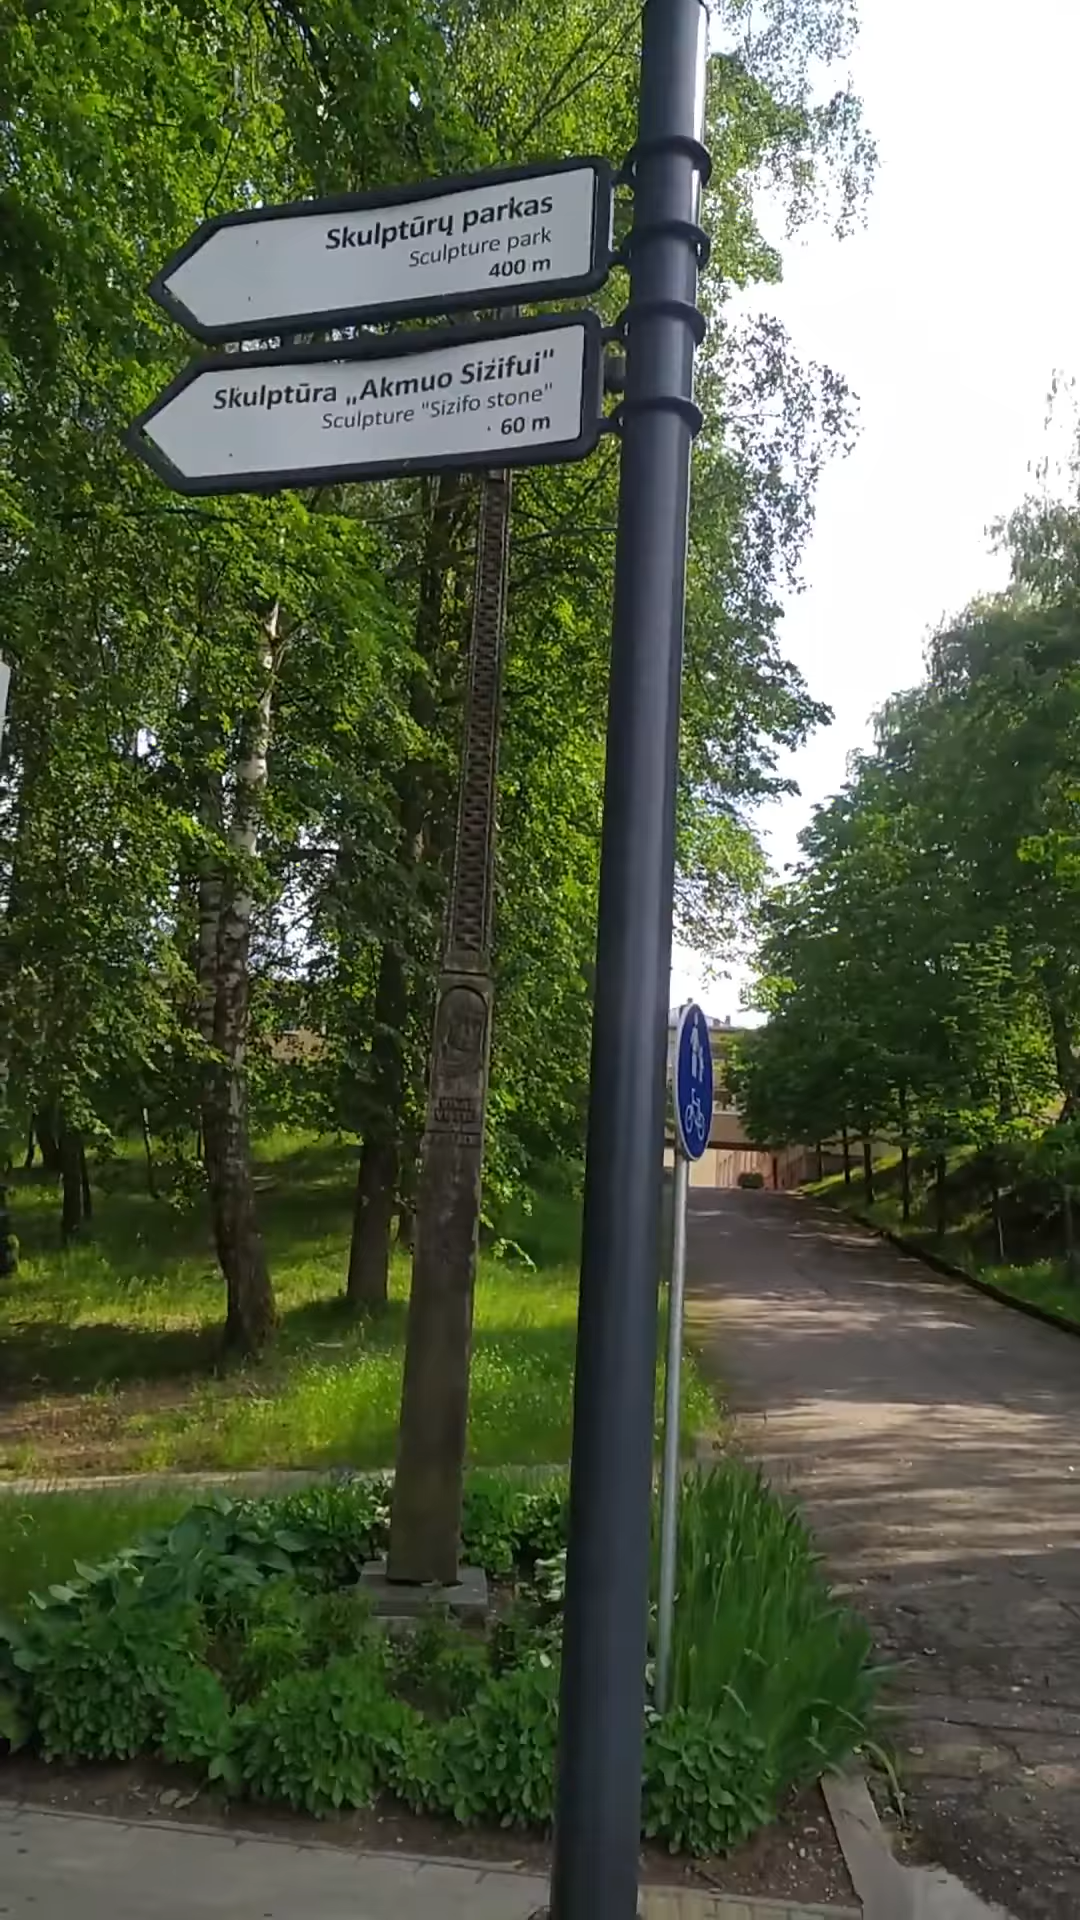 Skulptūrų parkas
Sculpture park
400 m
Skulptūra „Akmuo Sizifui"
Sculpture "Sizifo stone"
60 m